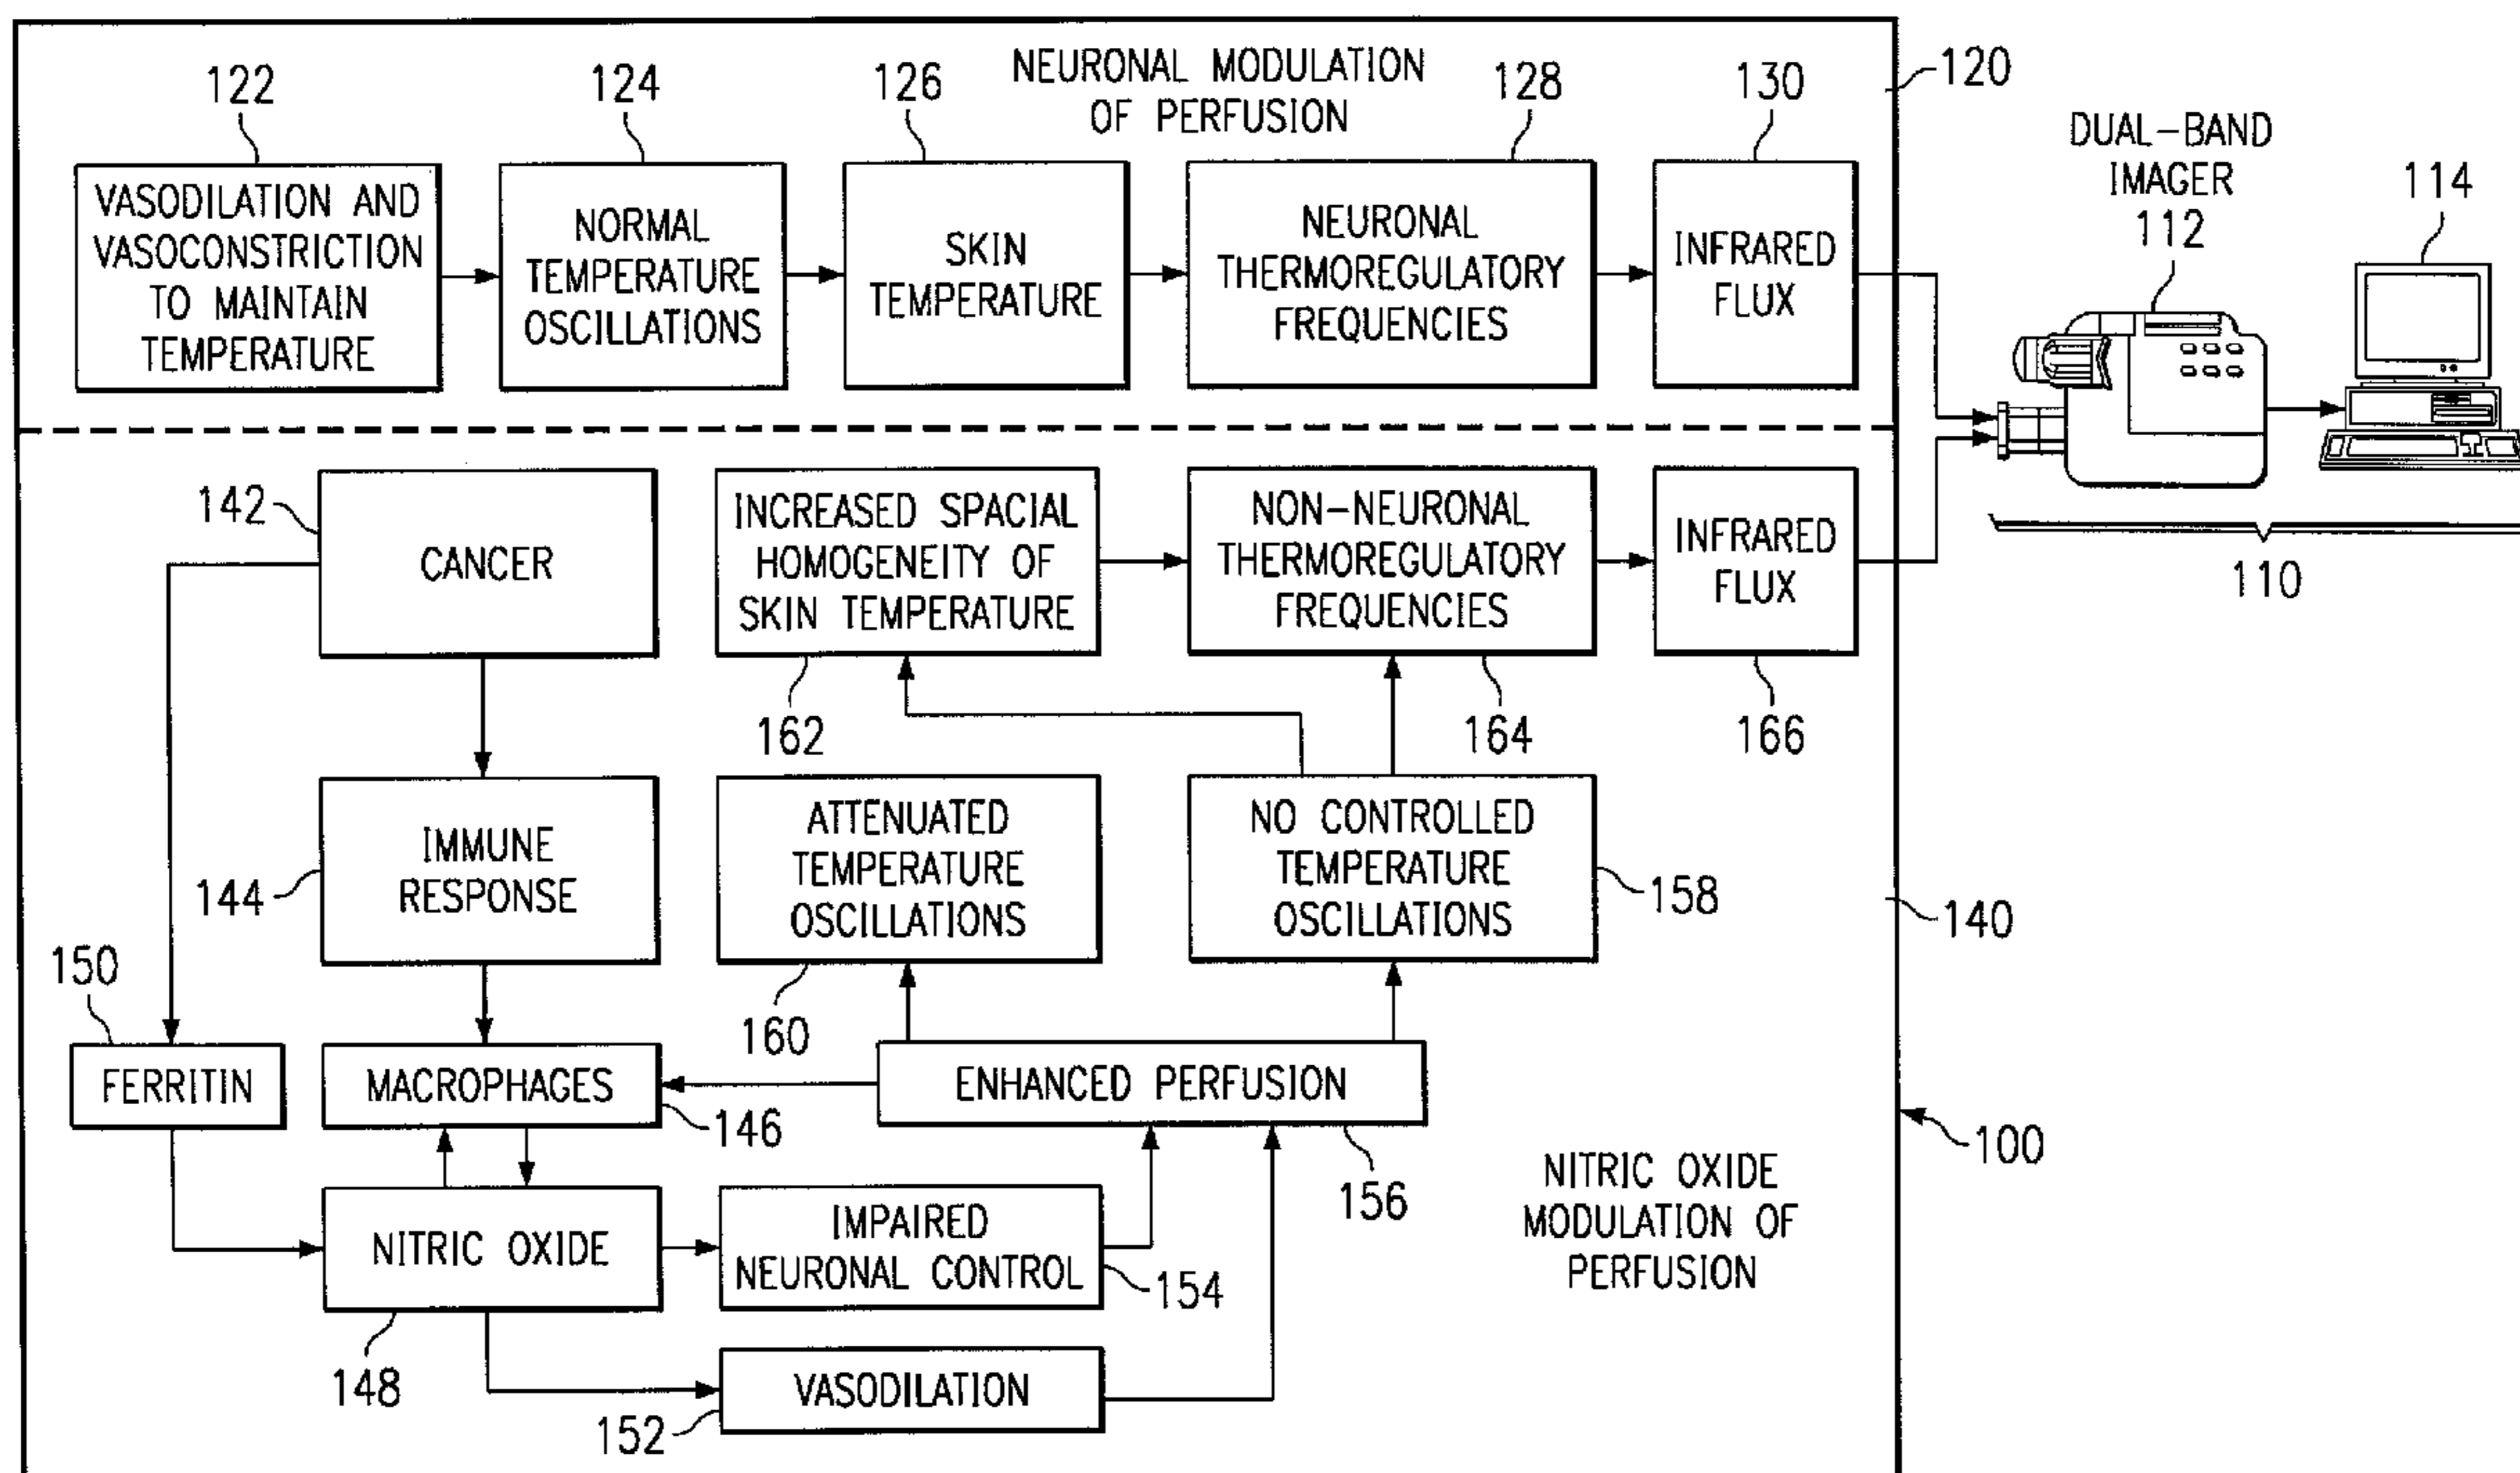 NEURONAL MODULATION
OF PERFUSION
122
124
126
128
130
120
VASODILATION AND
VASOCONSTRICTION
TO MAINTAIN
TEMPERATURE
NORMAL
TEMPERATURE
OSCILLATIONS
SKIN
TEMPERATURE
NEURONAL
THERMOREGULATORY
FREQUENCIES
INFRARED
FLUX
DUAL-BAND
IMAGER
112
114
110
142
CANCER
INCREASED SPACIAL
HOMOGENEITY OF
SKIN TEMPERATURE
162
NON-NEURONAL
THERMOREGULATORY
FREQUENCIES
164
INFRARED
FLUX
166
144
IMMUNE
RESPONSE
ATTENUATED
TEMPERATURE
OSCILLATIONS
160
NO CONTROLLED
TEMPERATURE
OSCILLATIONS
158
140
150
FERRITIN
MACROPHAGES
146
ENHANCED PERFUSION
156
100
NITRIC OXIDE
148
IMPAIRED
NEURONAL CONTROL
154
NITRIC OXIDE
MODULATION OF
PERFUSION
VASODILATION
152